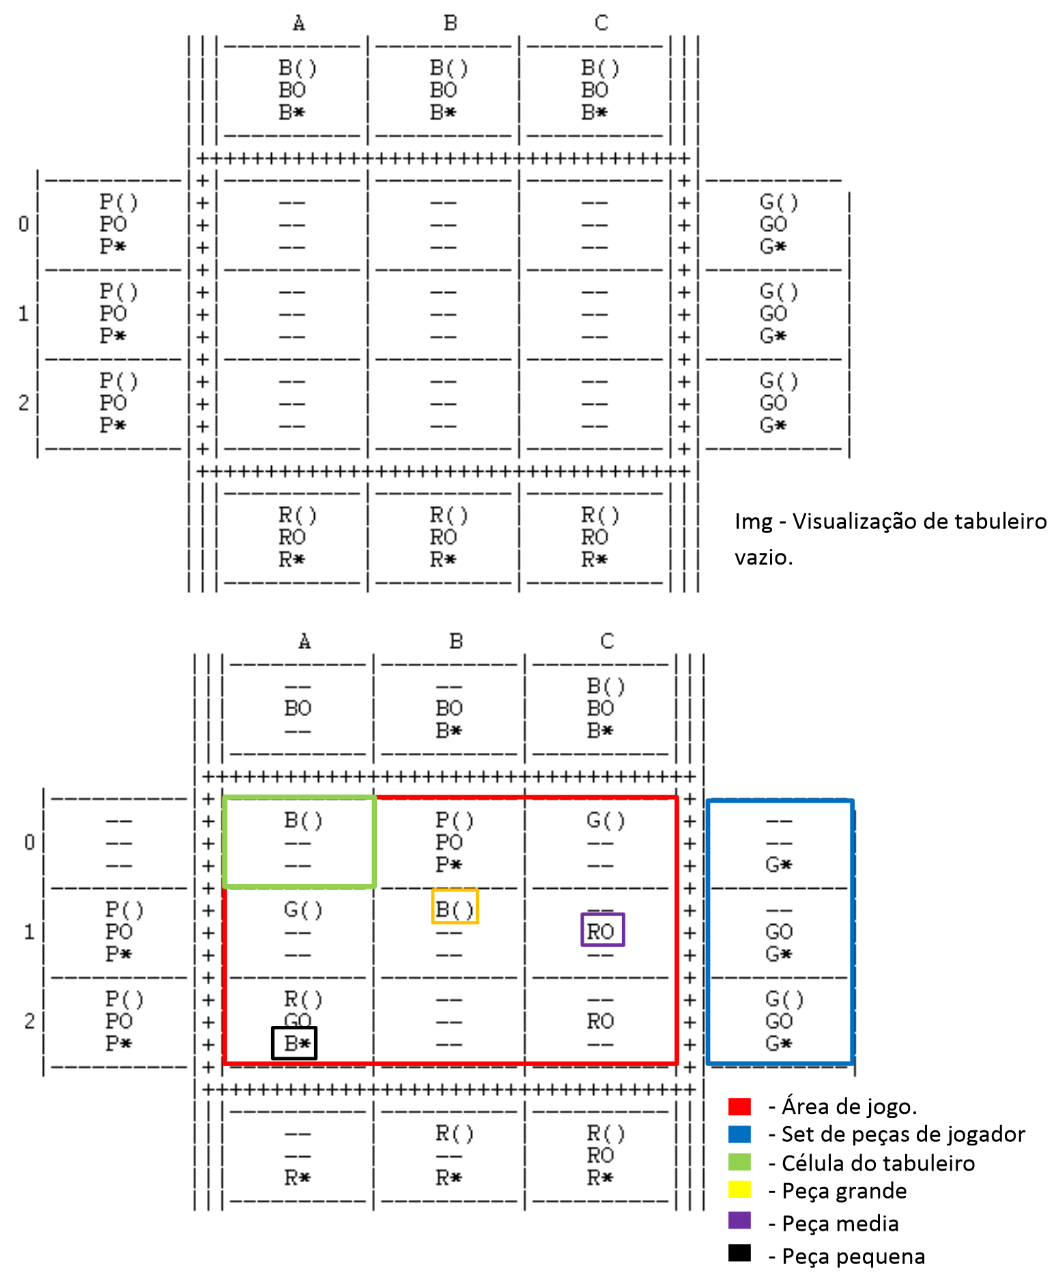 A B C
|||----------|-----------|----------|||
||| B() | B() | B() |||
||| BO | BO | BO |||
||| B* | B* | B* |||
|||----------|-----------|----------|||
|++++++++++++++++++++++++++++++++++++|
|----------|+|----------|-----------|----------|+|----------
| P() |+| -- | -- | -- |+| G() |
0| PO |+| -- | -- | -- |+| GO |
| P* |+| -- | -- | -- |+| G* |
|----------|+|----------|-----------|----------|+|----------|
| P() |+| -- | -- | -- |+| G() |
1| PO |+| -- | -- | -- |+| GO |
| P* |+| -- | -- | -- |+| G* |
|----------|+|----------|-----------|----------|+|----------|
| P() |+| -- | -- | -- |+| G() |
2| PO |+| -- | -- | -- |+| GO |
| P* |+| -- | -- | -- |+| G* |
|----------|+|----------|-----------|----------|+|----------|
|++++++++++++++++++++++++++++++++++++|
|||----------|-----------|----------|||
||| R() | R() | R() |||
||| RO | RO | RO |||
||| R* | R* | R* |||
|||----------|-----------|----------|||
Img - Visualização de tabuleiro
vazio.
A B C
|||----------|-----------|----------|||
||| -- | -- | B() |||
||| BO | BO | BO |||
||| -- | B* | B* |||
|||----------|-----------|----------|||
|++++++++++++++++++++++++++++++++++++|
|----------|+|----------|-----------|----------|+|----------
| -- |+| B() | P() | G() |+| -- |
0| -- |+| -- | PO | -- |+| -- |
| -- |+| -- | P* | -- |+| G* |
|----------|+|----------|-----------|----------|+|----------|
| P() |+| G() | B() | -- |+| -- |
1| PO |+| -- | -- | RO |+| GO |
| P* |+| -- | -- | -- |+| G* |
|----------|+|----------|-----------|----------|+|----------|
| P() |+| R() | -- | -- |+| G() |
2| PO |+| GO | -- | RO |+| GO |
| P* |+| B* | -- | -- |+| G* |
|----------|+|----------|-----------|----------|+|----------|
|++++++++++++++++++++++++++++++++++++|
|||----------|-----------|----------|||
||| -- | R() | R() |||
||| -- | -- | RO |||
||| R* | R* | R* |||
|||----------|-----------|----------|||
- Área de jogo.
- Set de peças de jogador
- Célula do tabuleiro
- Peça grande
- Peça media
- Peça pequena